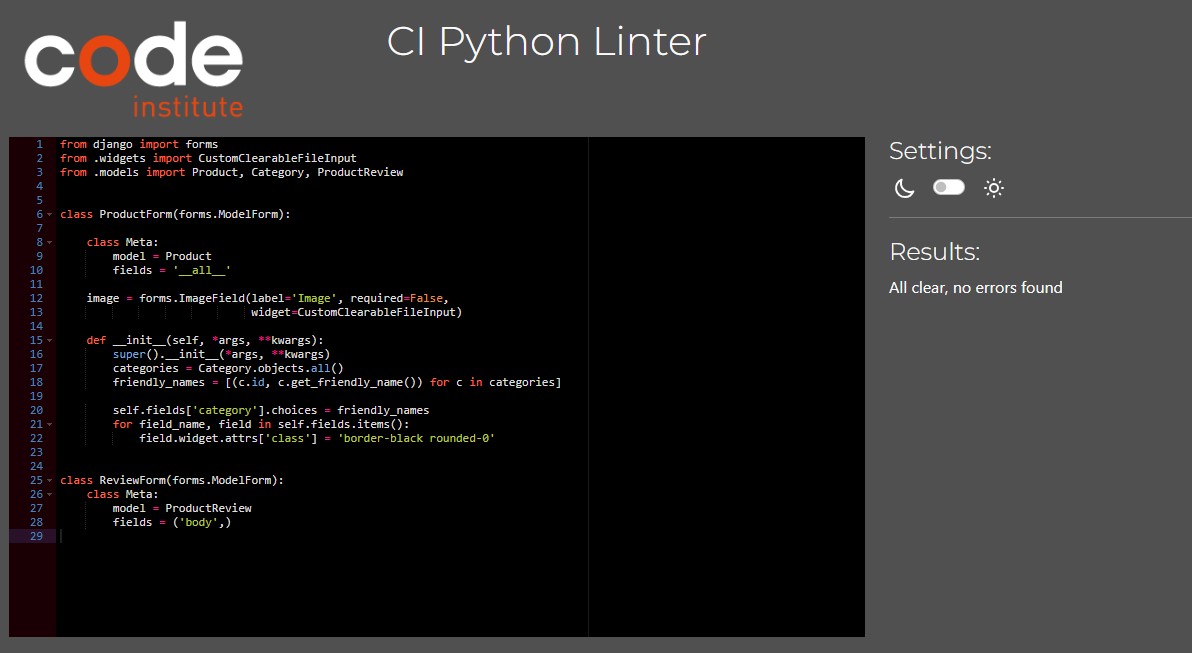 code
institute
CI Python Linter
1 from django import forms
2 from .widgets import CustomClearableFileInput
3 from .models import Product, Category, ProductReview
4
5
6 class ProductForm(forms.ModelForm):
7
8     class Meta:
9         model = Product
10         fields = '__all__'
11
12     image = forms.ImageField(label='Image', required=False,
13                              widget=CustomClearableFileInput)
14
15     def __init__(self, *args, **kwargs):
16         super().__init__(*args, **kwargs)
17         categories = Category.objects.all()
18         friendly_names = [(c.id, c.get_friendly_name()) for c in categories]
19
20         self.fields['category'].choices = friendly_names
21         for field_name, field in self.fields.items():
22             field.widget.attrs['class'] = 'border-black rounded-0'
23
24
25 class ReviewForm(forms.ModelForm):
26     class Meta:
27         model = ProductReview
28         fields = ('body',)
29
Settings:
Results:
All clear, no errors found